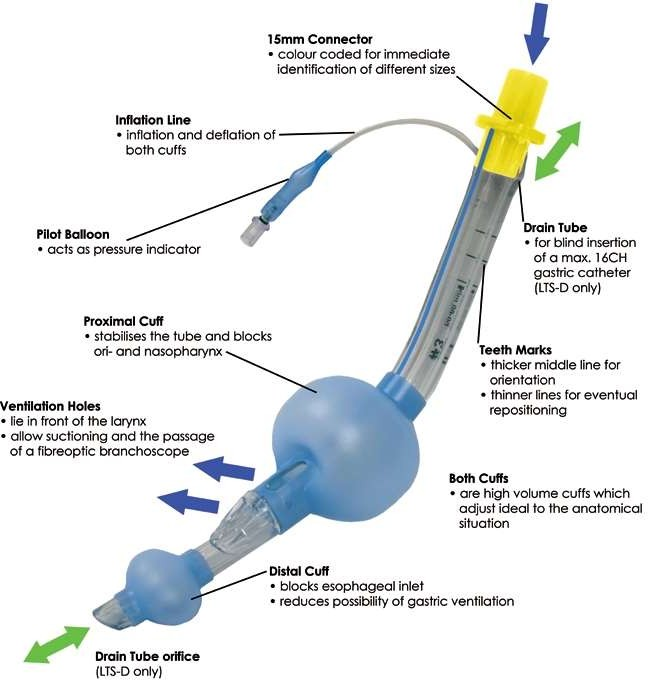 15mm Connector
• colour coded for immediate
identification of different sizes
Inflation Line
• inflation and deflation of
both cuffs
Pilot Balloon
• acts as pressure indicator
Drain Tube
• for blind insertion
of a max. 16CH
gastric catheter
(LTS-D only)
Proximal Cuff
• stabilises the tube and blocks
ori- and nasopharynx
Teeth Marks
• thicker middle line for
orientation
• thinner lines for eventual
repositioning
Ventilation Holes
• lie in front of the larynx
• allow suctioning and the passage
of a fibreoptic branchoscope
Both Cuffs
• are high volume cuffs which
adjust ideal to the anatomical
situation
Distal Cuff
• blocks esophageal inlet
• reduces possibility of gastric ventilation
Drain Tube orifice
(LTS-D only)